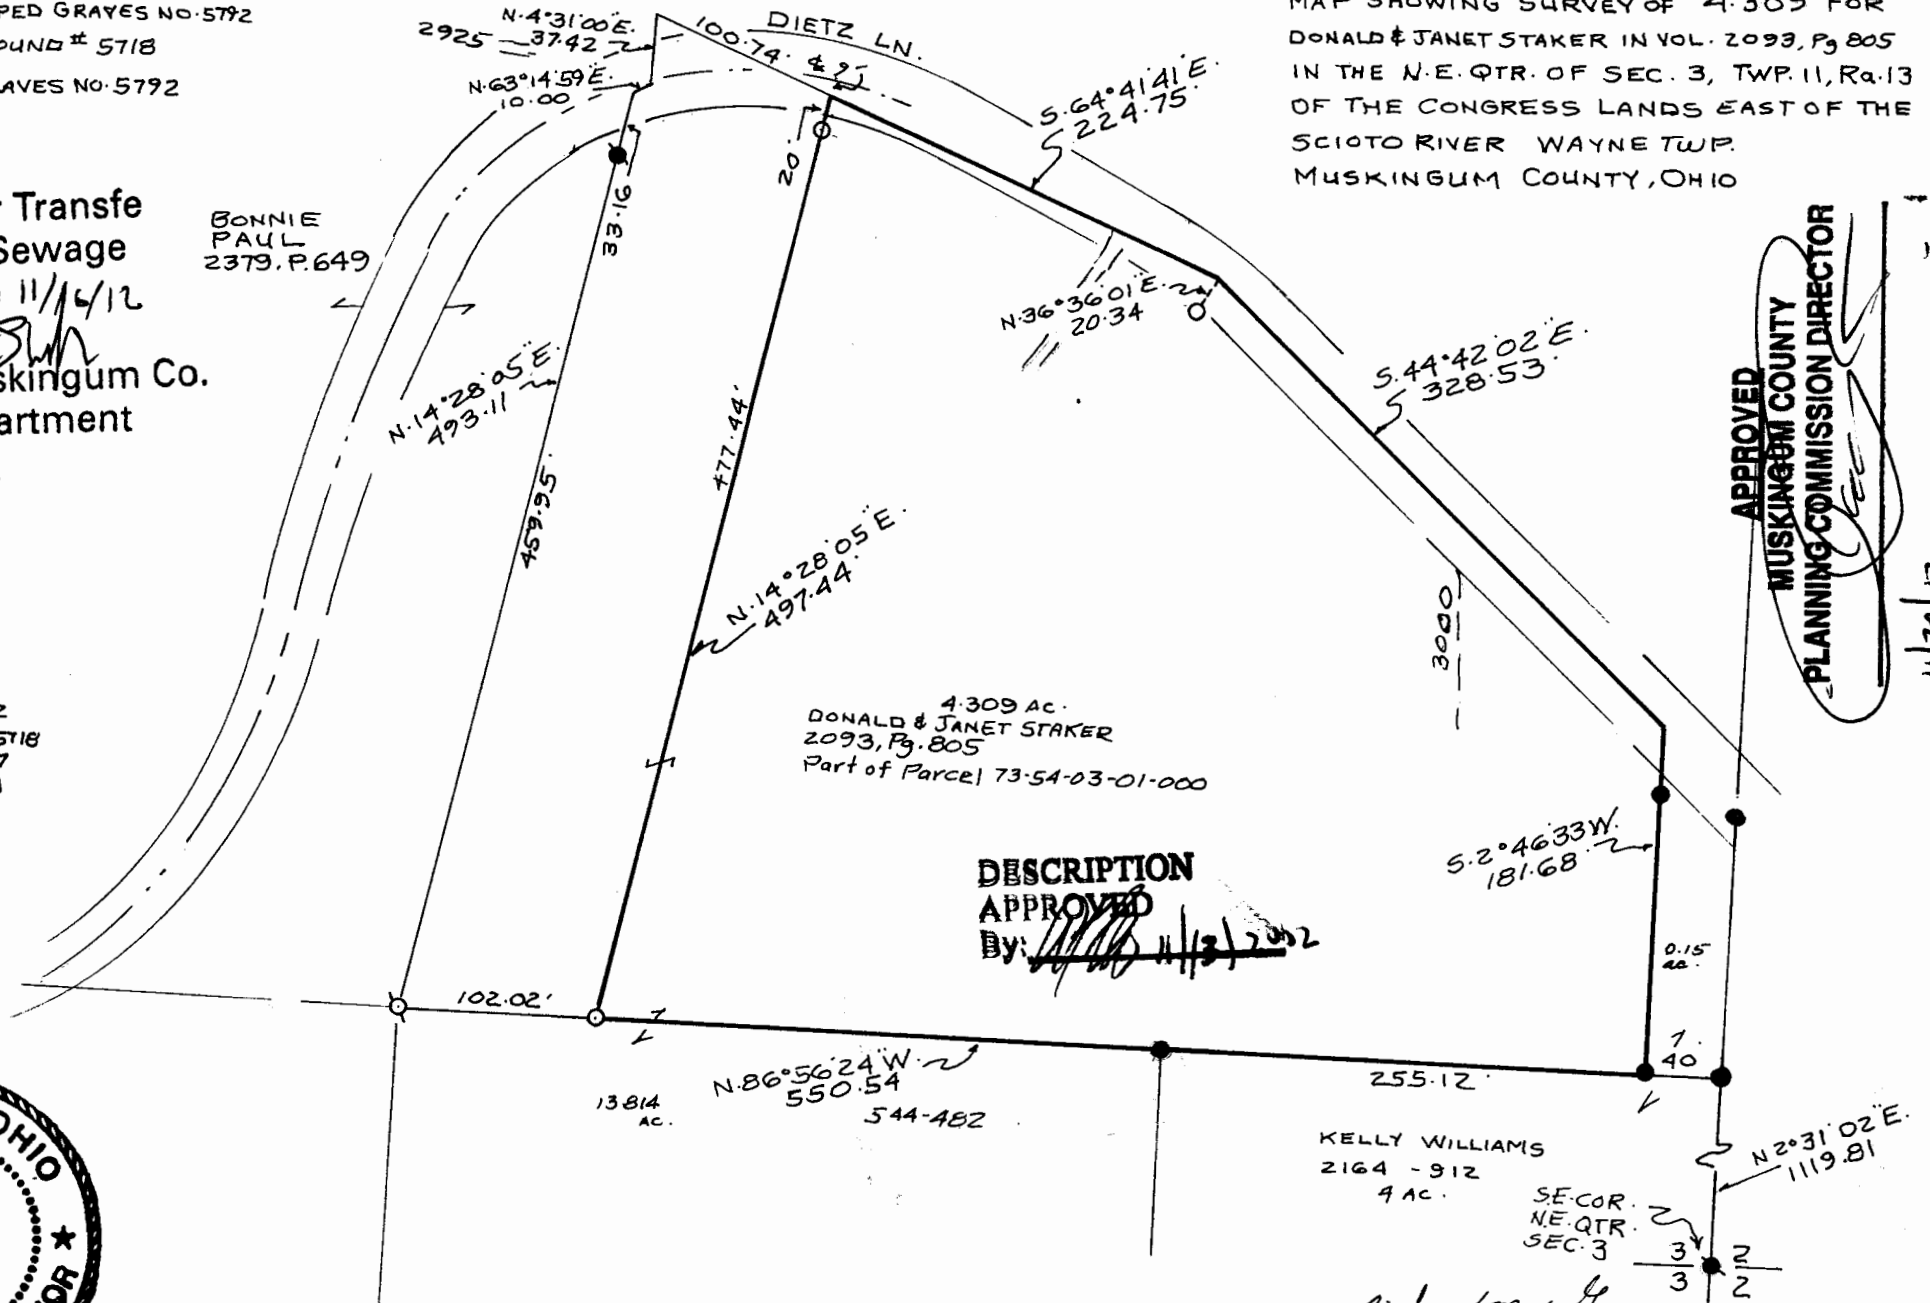 PED GRAVES NO. 5792
OUND # 5718
AVES NO. 5792
N. 4° 31' 00" E.
37.42
2925
N. 63° 14' 59" E.
10.00
100.74'
DIETZ LN.
S. 64° 41' 41" E.
224.75'
MAP SHOWING SURVEY OF 4.309 FOR
DONALD & JANET STAKER IN VOL. 2093, Pg 805
IN THE N.E. QTR. OF SEC. 3, TWP. 11, Ra. 13
OF THE CONGRESS LANDS EAST OF THE
SCIOTO RIVER WAYNE TWP.
MUSKINGUM COUNTY, OHIO
Transfe
Sewage
11/16/12
skingum Co.
artment
BONNIE
PAUL
2379, P. 649
33.16
20'
N. 36° 36' 01" E.
20.34
S. 44° 42' 02" E.
328.53'
APPROVED
MUSKINGUM COUNTY
PLANNING COMMISSION DIRECTOR
N. 14° 28' 05" E.
493.11
459.95'
477.44'
N. 14° 28' 05" E.
497.44'
3000
4.309 AC.
DONALD & JANET STAKER
2093, Pg. 805
Part of Parcel 73-54-03-01-000
5718
S. 2° 46' 33" W.
181.68'
DESCRIPTION
APPROVED
By: 11/13/2012
0.15
ac.
102.02'
N. 86° 56' 24" W.
550.54
544-482
13.814
AC.
255.12'
40
KELLY WILLIAMS
2164 - 912
4 AC.
N 2° 31' 02" E.
1119.81
S.E. COR.
N.E. QTR.
SEC. 3
3 2
3 2
OHIO
OR